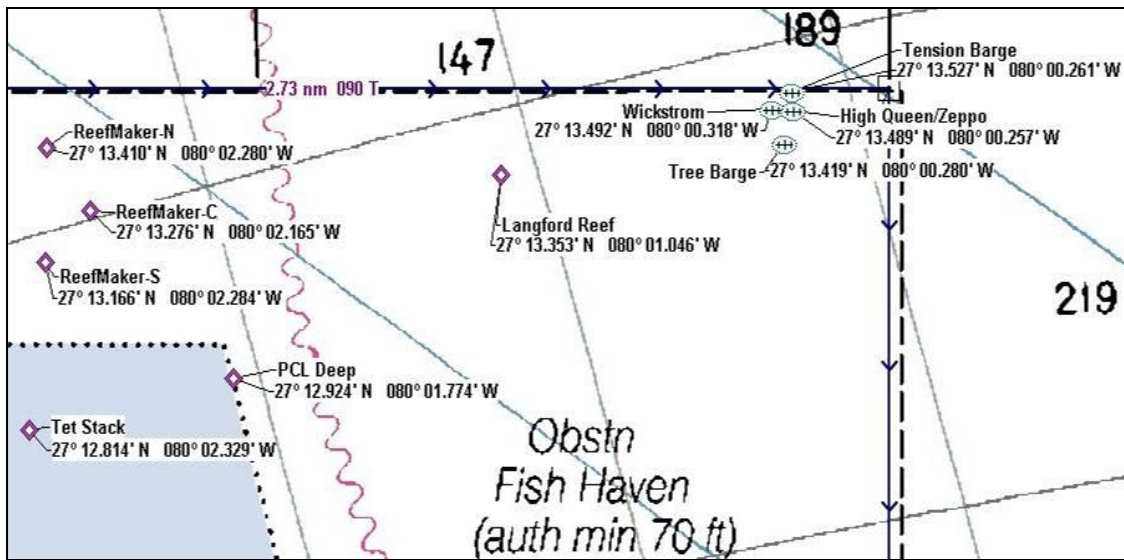 147
189
Tension Barge
27° 13.527' N 080° 00.261' W
2.73 nm 090 T
Wickstrom
27° 13.492' N 080° 00.318' W
High Queen/Zeppo
27° 13.489' N 080° 00.257' W
ReefMaker-N
27° 13.410' N 080° 02.280' W
Tree Barge
27° 13.419' N 080° 00.280' W
ReefMaker-C
27° 13.276' N 080° 02.165' W
Langford Reef
27° 13.353' N 080° 01.046' W
ReefMaker-S
27° 13.166' N 080° 02.284' W
219
PCL Deep
27° 12.924' N 080° 01.774' W
Tet Stack
27° 12.814' N 080° 02.329' W
Obstn
Fish Haven
(auth min 70 ft)